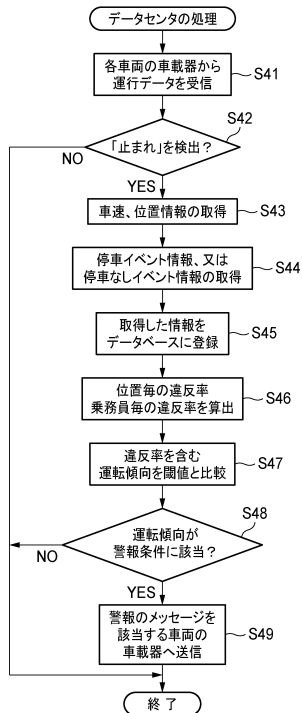 データセンタの処理
各車両の車載器から
運行データを受信
S41
「止まれ」を検出？
S42
NO
YES
車速、位置情報の取得
S43
停車イベント情報、又は
停車なしイベント情報の取得
S44
取得した情報を
データベースに登録
S45
位置毎の違反率
乗務員毎の違反率を算出
S46
違反率を含む
運転傾向を閾値と比較
S47
運転傾向が
警報条件に該当？
S48
NO
YES
警報のメッセージを
該当する車両の
車載器へ送信
S49
終 了